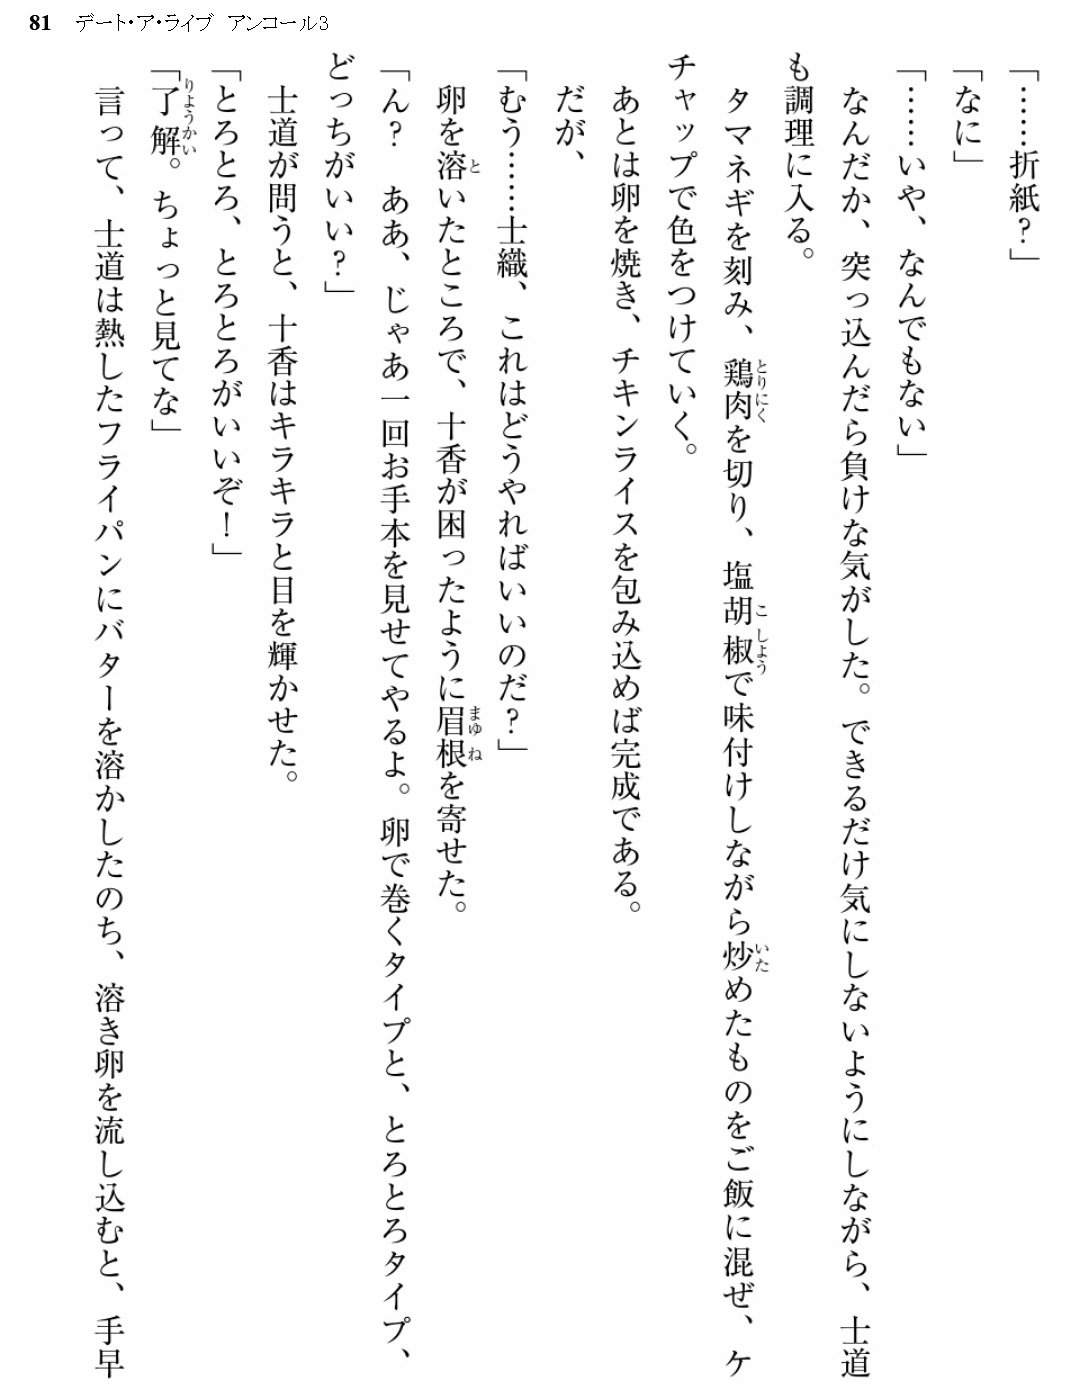 81 デート・ア・ライブ アンコール3
「……折紙？」
「なに」
「……いや、なんでもない」
なんだか、突っ込んだら負けな気がした。できるだけ気にしないようにしながら、士道
も調理に入る。
タマネギを刻み、鶏肉を切り、塩胡椒で味付けしながら炒めたものをご飯に混ぜ、ケ
チャップで色をつけていく。
あとは卵を焼き、チキンライスを包み込めば完成である。
だが、
「むう……士織、これはどうやればいいのだ？」
卵を溶いたところで、十香が困ったように眉根を寄せた。
「ん？　ああ、じゃあ一回お手本を見せてやるよ。卵で巻くタイプと、とろとろタイプ、
どっちがいい？」
士道が問うと、十香はキラキラと目を輝かせた。
「とろとろ、とろとろがいいぞ！」
「了解。ちょっと見てな」
言って、士道は熱したフライパンにバターを溶かしたのち、溶き卵を流し込むと、手早